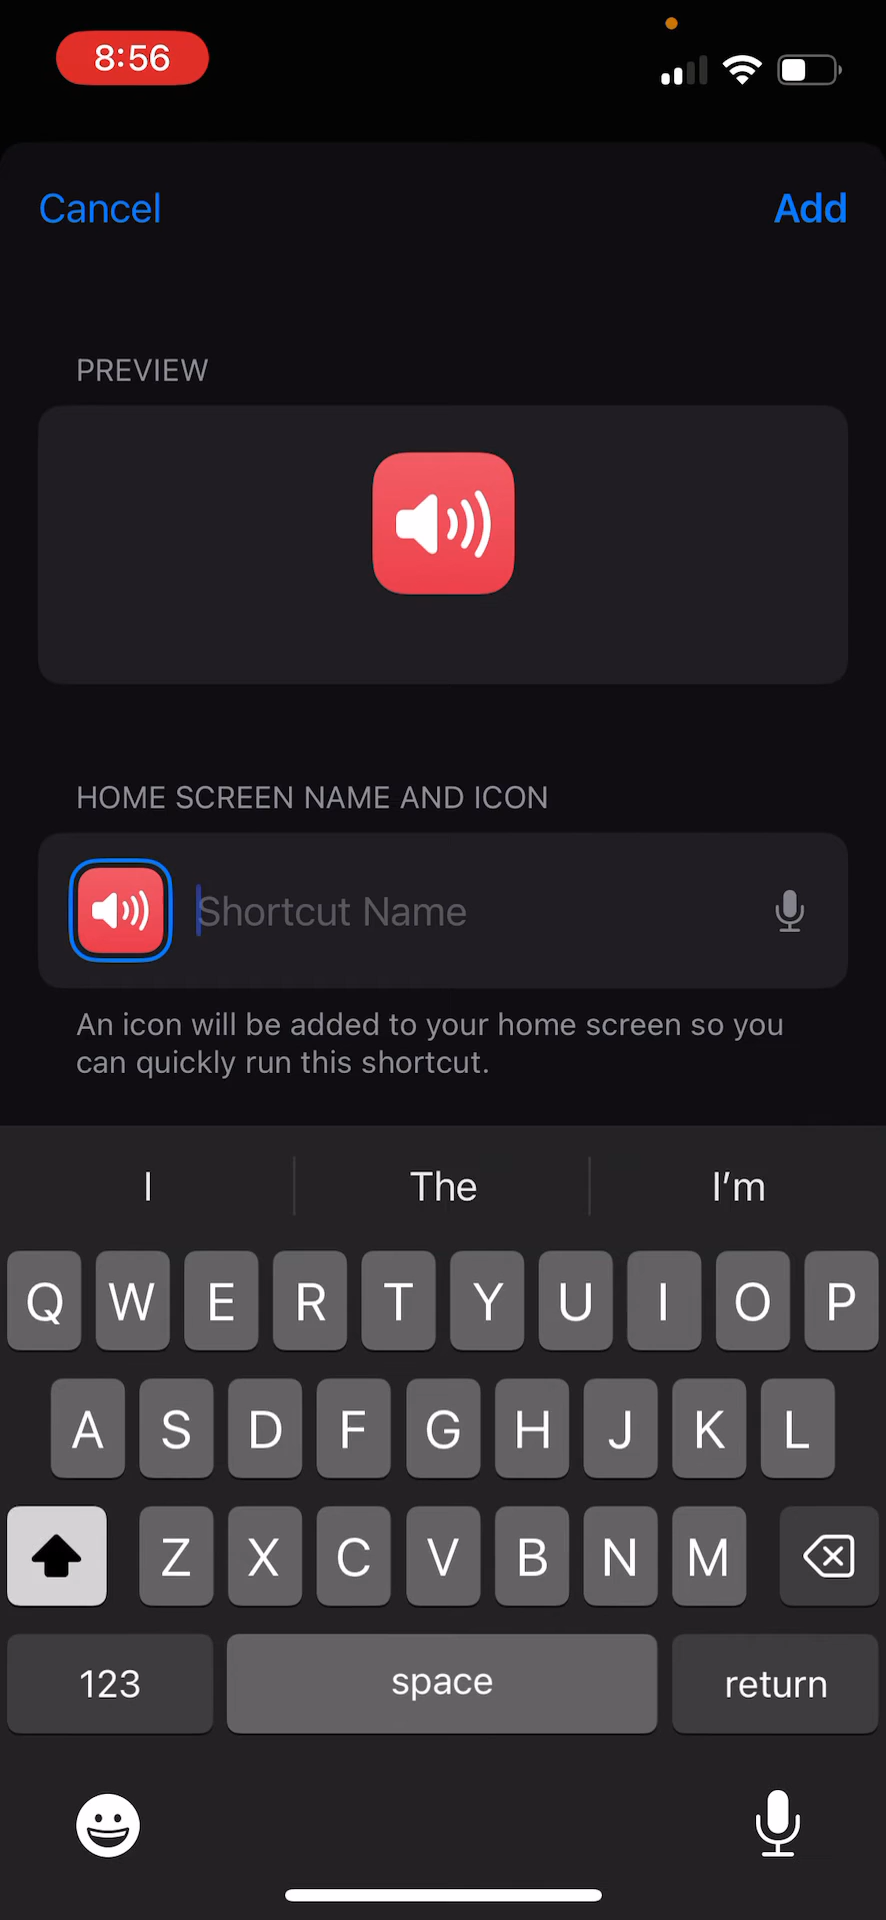 8:56
Cancel
Add
PREVIEW
HOME SCREEN NAME AND ICON
Shortcut Name
An icon will be added to your home screen so you
can quickly run this shortcut.
I
The
I’m
Q W E R T Y U I O P
A S D F G H J K L
Z X C V B N M
123
space
return